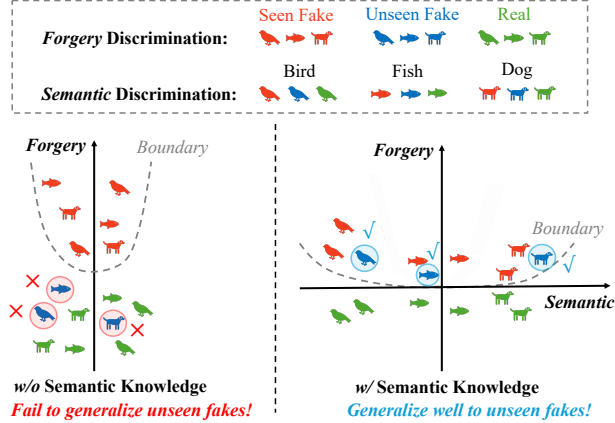 Seen Fake Unseen Fake Real
Forgery Discrimination:
Bird Fish Dog
Semantic Discrimination:
Forgery Boundary
w/o Semantic Knowledge
Fail to generalize unseen fakes!
Forgery
Boundary
√ √ √
Semantic
w/ Semantic Knowledge
Generalize well to unseen fakes!